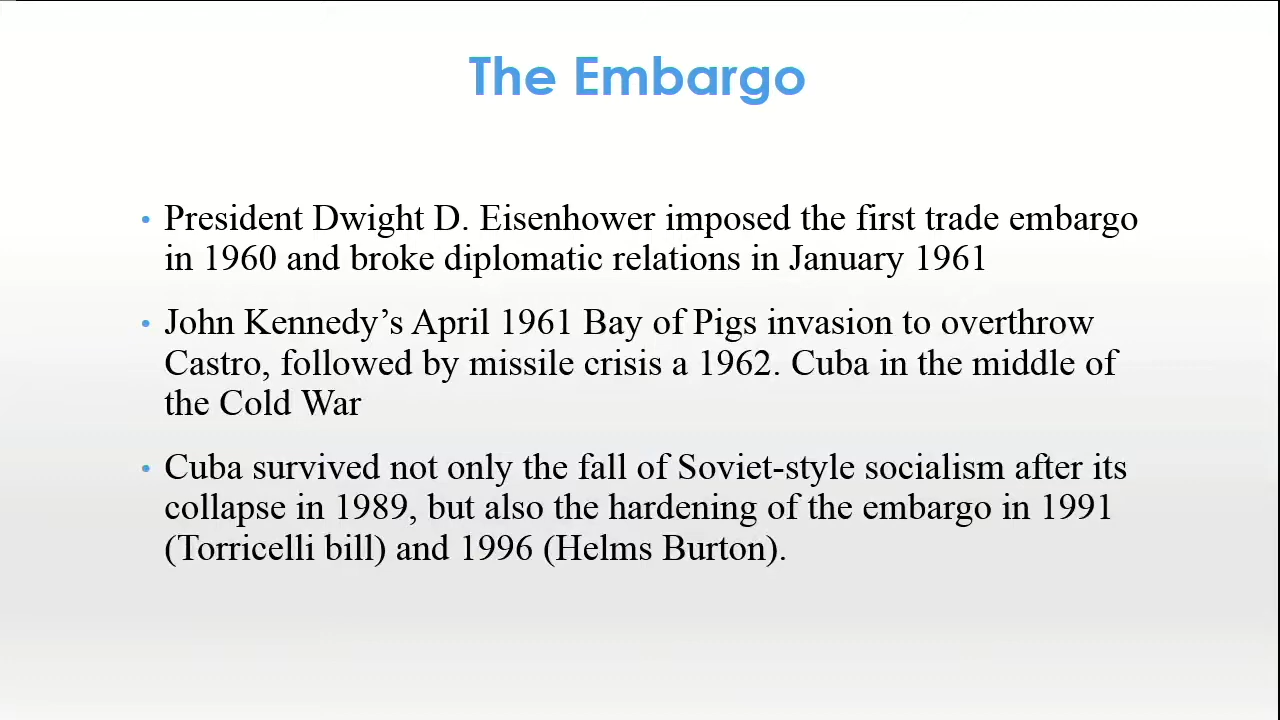 The Embargo
• President Dwight D. Eisenhower imposed the first trade embargo
in 1960 and broke diplomatic relations in January 1961
• John Kennedy’s April 1961 Bay of Pigs invasion to overthrow
Castro, followed by missile crisis a 1962. Cuba in the middle of
the Cold War
• Cuba survived not only the fall of Soviet-style socialism after its
collapse in 1989, but also the hardening of the embargo in 1991
(Torricelli bill) and 1996 (Helms Burton).